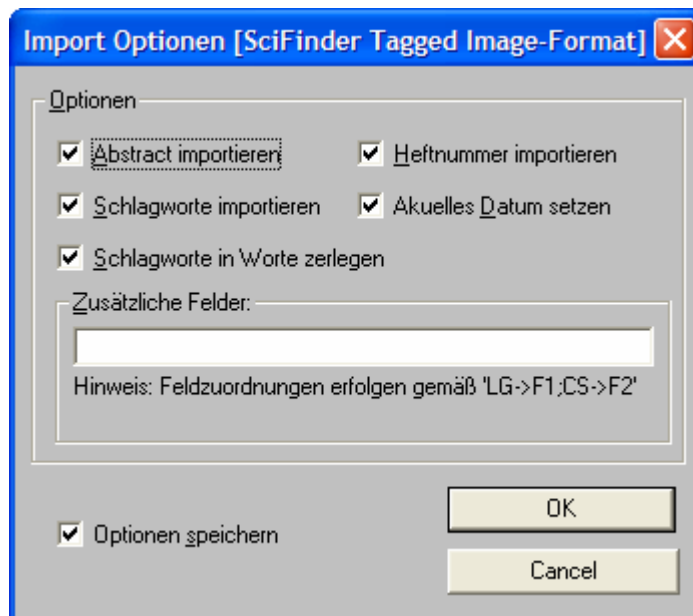 Import Optionen [SciFinder Tagged Image-Format]
Optionen
Abstract importieren
Heftnummer importieren
Schlagworte importieren
Akuelles Datum setzen
Schlagworte in Worte zerlegen
Zusätzliche Felder:
Hinweis: Feldzuordnungen erfolgen gemäß 'LG->F1;CS->F2'
OK
Optionen speichern
Cancel